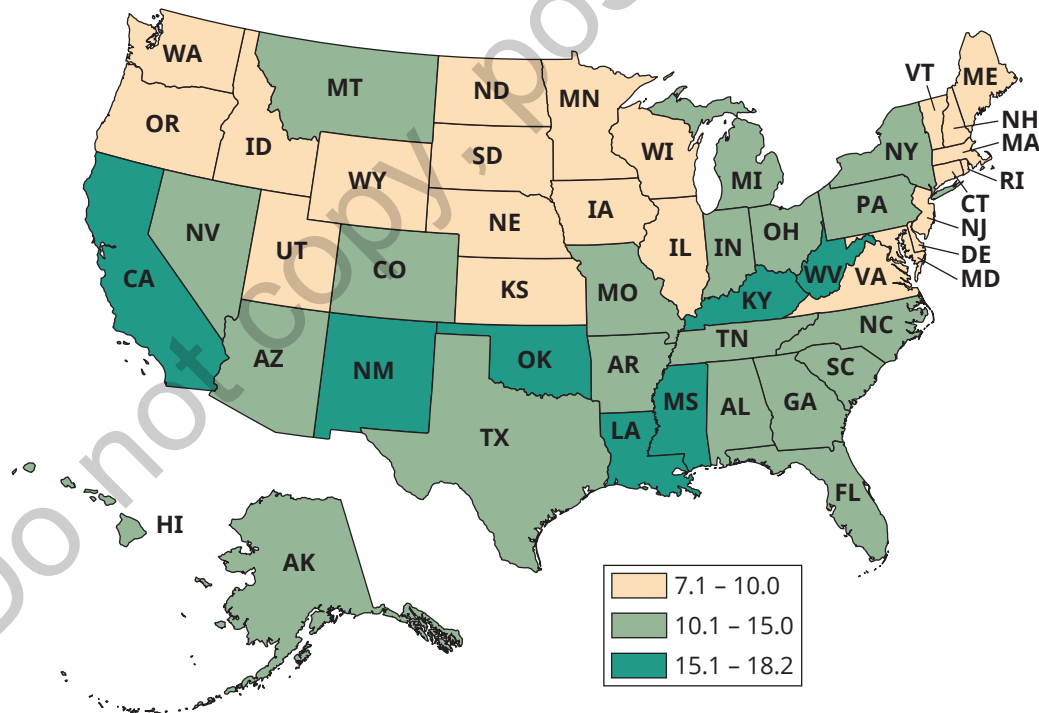 WA
MT
ND
MN
VT
ME
OR
ID
SD
WI
NH
MA
NY
WY
MI
RI
PA
CT
NE
IA
NJ
NV
UT
IL
IN
OH
DE
CO
WV
VA
MD
CA
KS
MO
KY
NC
TN
AZ
NM
OK
AR
SC
MS
AL
GA
LA
TX
FL
HI
AK
7.1 – 10.0
10.1 – 15.0
15.1 – 18.2
Do not copy, pos